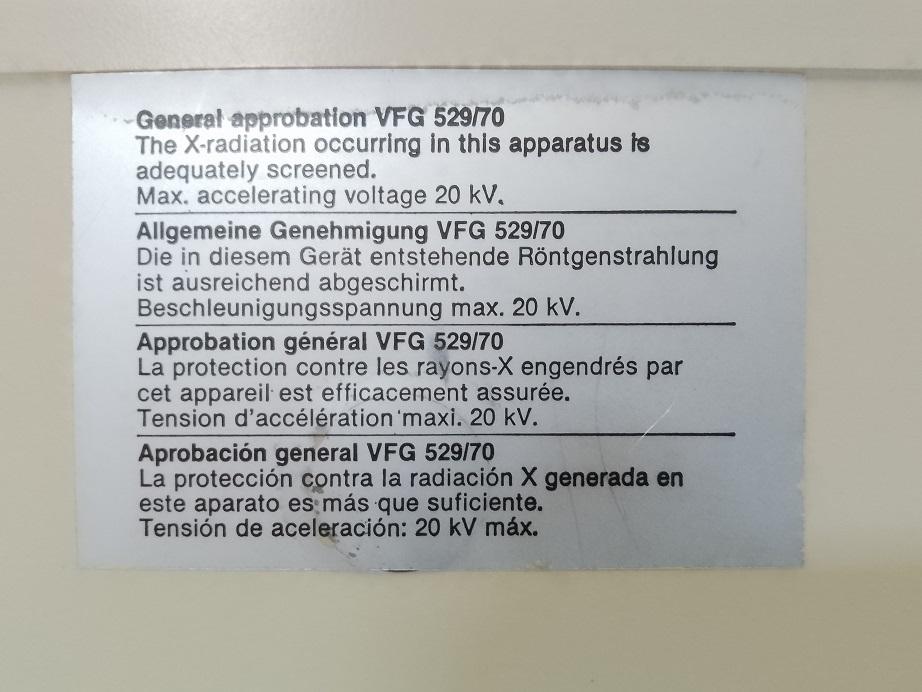 General approbation VFG 529/70
The X-radiation occurring in this apparatus is
adequately screened.
Max. accelerating voltage 20 kV.
Allgemeine Genehmigung VFG 529/70
Die in diesem Gerät entstehende Röntgenstrahlung
ist ausreichend abgeschirmt.
Beschleunigungsspannung max. 20 kV.
Approbation général VFG 529/70
La protection contre les rayons-X engendrés par
cet appareil est efficacement assurée.
Tension d'accélération maxi. 20 kV.
Aprobación general VFG 529/70
La protección contra la radiación X generada en
este aparato es más que suficiente.
Tensión de aceleración: 20 kV máx.